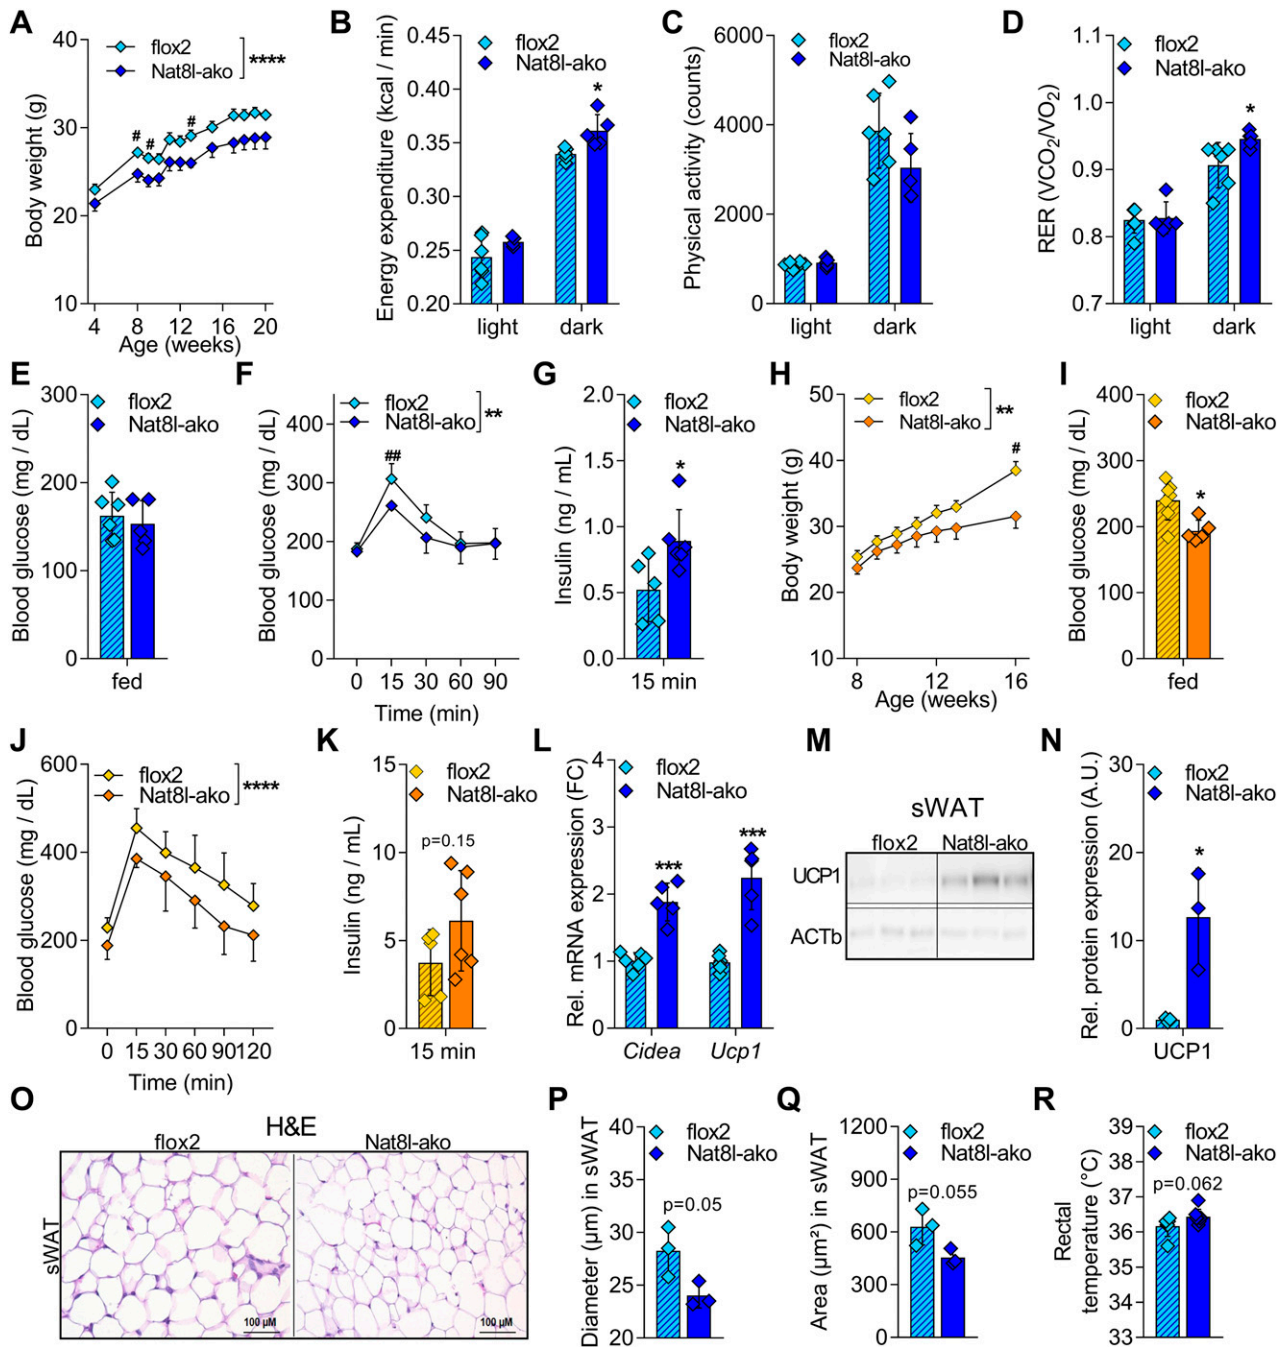 A
Body weight (g)
40
30
20
10
flox2
Nat8l-ako
****
#
#
#
4
8
12
16
20
Age (weeks)
B
Energy expenditure (kcal / min)
0.45
0.40
0.35
0.30
0.25
0.20
flox2
Nat8l-ako
*
light
dark
C
Physical activity (counts)
6000
4000
2000
0
flox2
Nat8l-ako
light
dark
D
RER (VCO2/VO2)
1.1
1.0
0.9
0.8
0.7
flox2
Nat8l-ako
*
light
dark
E
Blood glucose (mg / dL)
300
200
100
0
flox2
Nat8l-ako
fed
F
Blood glucose (mg / dL)
400
300
200
100
0
flox2
Nat8l-ako
**
##
0
15
30
60
90
Time (min)
G
Insulin (ng / mL)
2.0
1.5
1.0
0.5
0.0
flox2
Nat8l-ako
*
15 min
H
Body weight (g)
50
40
30
20
10
flox2
Nat8l-ako
**
#
8
12
16
Age (weeks)
I
Blood glucose (mg / dL)
400
300
200
100
0
flox2
Nat8l-ako
*
fed
J
Blood glucose (mg / dL)
600
400
200
0
flox2
Nat8l-ako
****
0
15
30
60
90
120
Time (min)
K
Insulin (ng / mL)
15
10
5
0
flox2
Nat8l-ako
p=0.15
15 min
L
Rel. mRNA expression (FC)
4
3
2
1
0
flox2
Nat8l-ako
***
***
Cidea
Ucp1
M
sWAT
flox2
Nat8l-ako
UCP1
ACTb
N
Rel. protein expression (A.U.)
30
20
10
0
flox2
Nat8l-ako
*
UCP1
O
H&E
flox2
Nat8l-ako
sWAT
100 µM
100 µM
P
Diameter (µm) in sWAT
40
35
30
25
20
flox2
Nat8l-ako
p=0.05
Q
Area (µm²) in sWAT
1200
900
600
300
0
flox2
Nat8l-ako
p=0.055
R
Rectal
temperature (°C)
39
38
37
36
35
34
33
flox2
Nat8l-ako
p=0.062